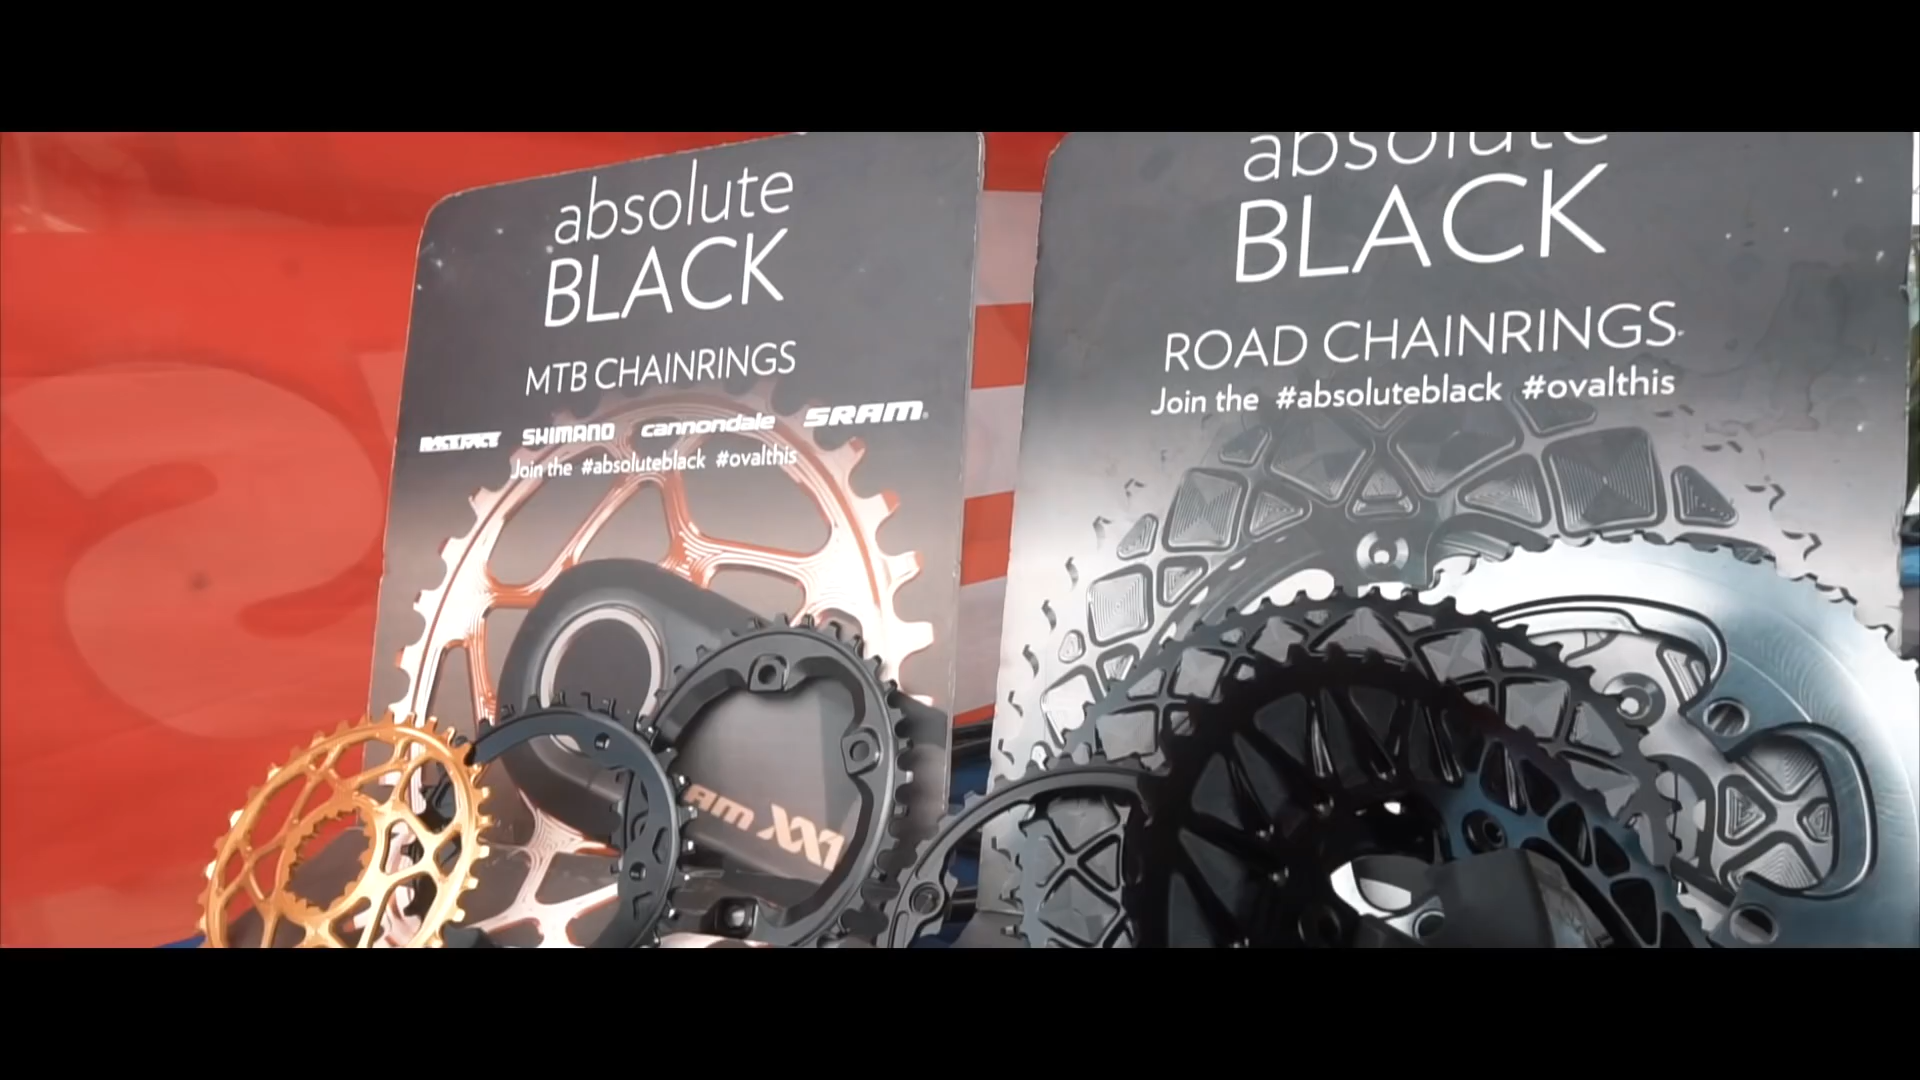 absolute
BLACK
MTB CHAINRINGS
RACEFACE SHIMANO cannondale SRAM
Join the #absoluteblack #ovalthis
XX1
absolute
BLACK
ROAD CHAINRINGS
Join the #absoluteblack #ovalthis